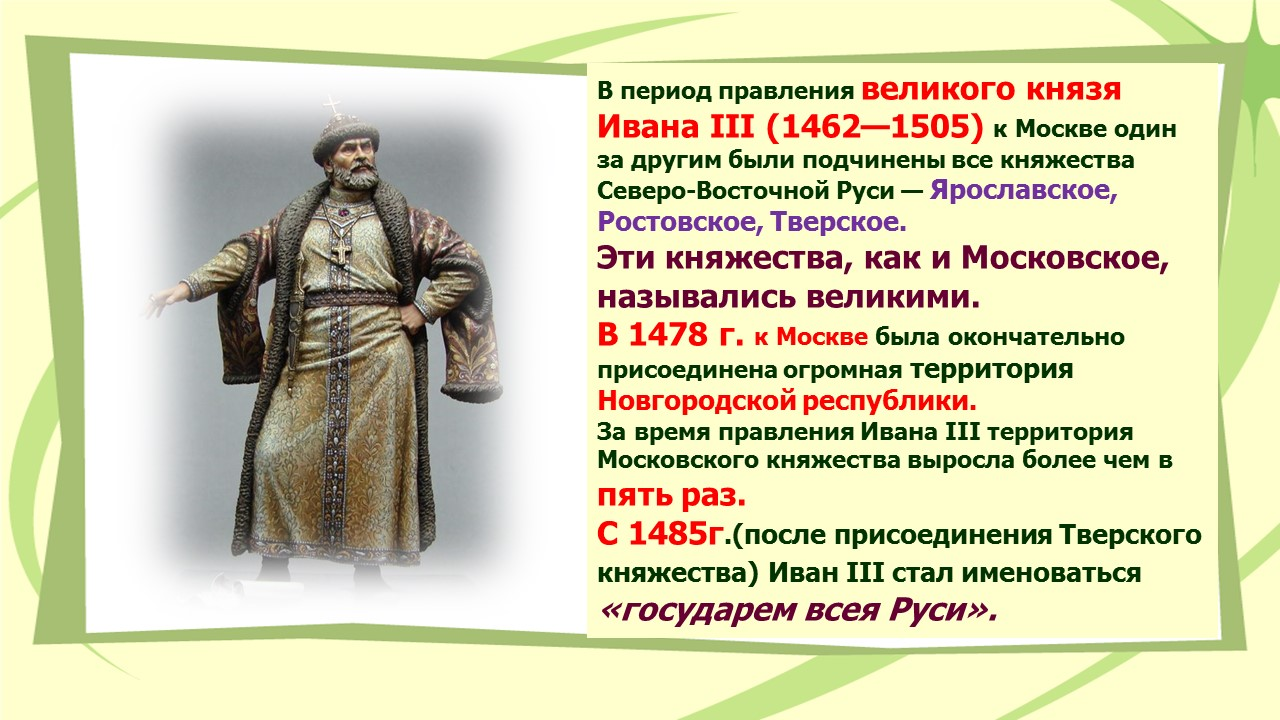 В период правления великого князя
Ивана III (1462—1505) к Москве один
за другим были подчинены все княжества
Северо-Восточной Руси — Ярославское,
Ростовское, Тверское.
Эти княжества, как и Московское,
назывались великими.
В 1478 г. к Москве была окончательно
присоединена огромная территория
Новгородской республики.
За время правления Ивана III территория
Московского княжества выросла более чем в
пять раз.
С 1485г.(после присоединения Тверского
княжества) Иван III стал именоваться
«государем всея Руси».